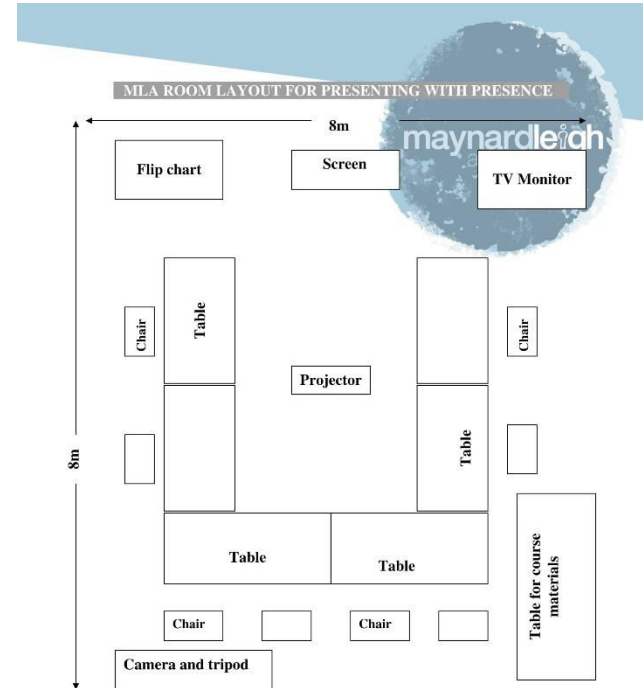 MLA ROOM LAYOUT FOR PRESENTING WITH PRESENCE
8m
maynardleigh
Flip chart
Screen
TV Monitor
Table
Chair
Chair
Projector
8m
Table
Table
Table
Table for course
materials
Chair
Chair
Camera and tripod